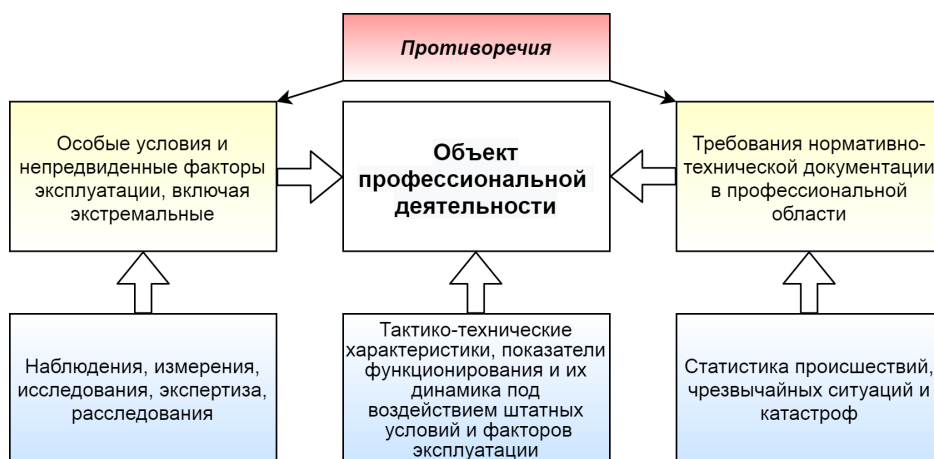 Противоречия
Особые условия и
непредвиденные факторы
эксплуатации, включая
экстремальные
Объект
профессиональной
деятельности
Требования нормативно-
технической документации
в профессиональной
области
Наблюдения, измерения,
исследования, экспертиза,
расследования
Тактико-технические
характеристики, показатели
функционирования и их
динамика под
воздействием штатных
условий и факторов
эксплуатации
Статистика происшествий,
чрезвычайных ситуаций и
катастроф